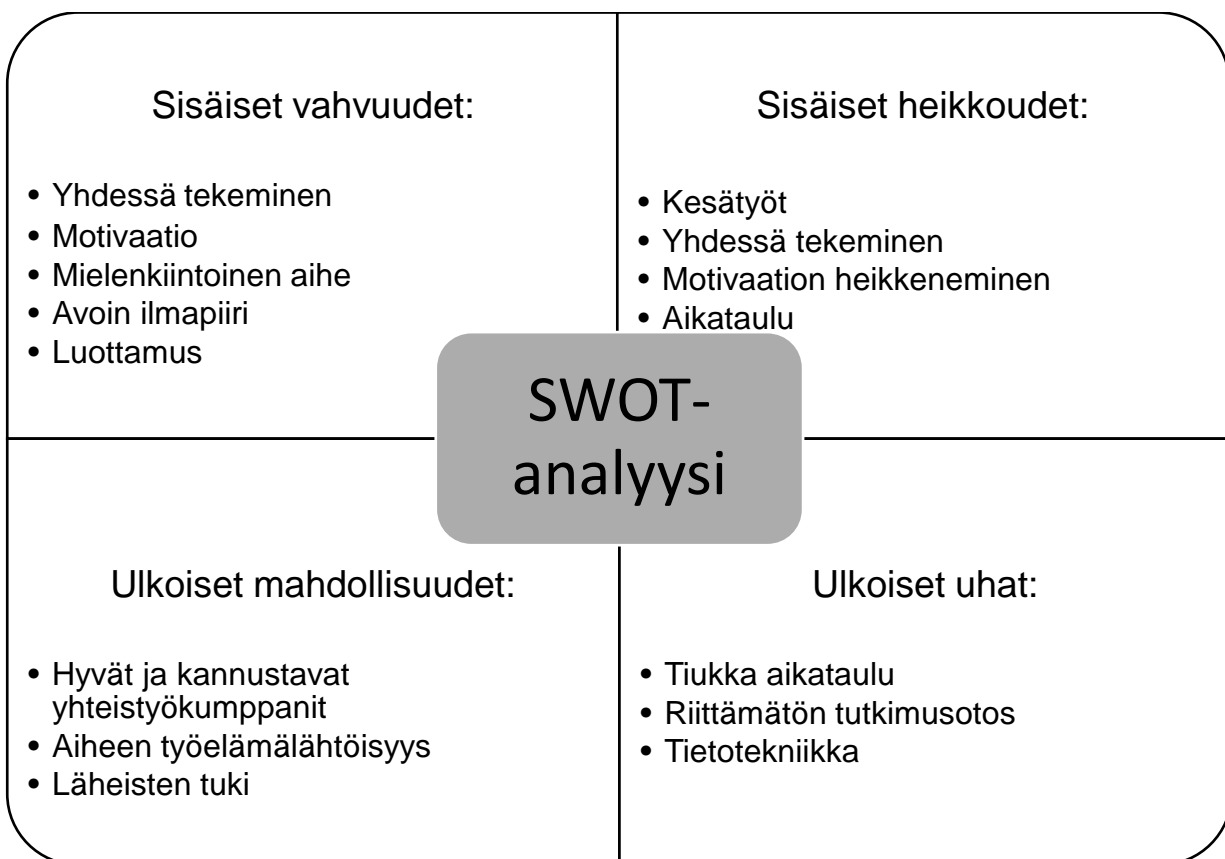 Sisäiset vahvuudet:
• Yhdessä tekeminen
• Motivaatio
• Mielenkiintoinen aihe
• Avoin ilmapiiri
• Luottamus
Sisäiset heikkoudet:
• Kesätyöt
• Yhdessä tekeminen
• Motivaation heikkeneminen
• Aikataulu
SWOT-
analyysi
Ulkoiset mahdollisuudet:
• Hyvät ja kannustavat
yhteistyökumppanit
• Aiheen työelämälähtöisyys
• Läheisten tuki
Ulkoiset uhat:
• Tiukka aikataulu
• Riittämätön tutkimusotos
• Tietotekniikka